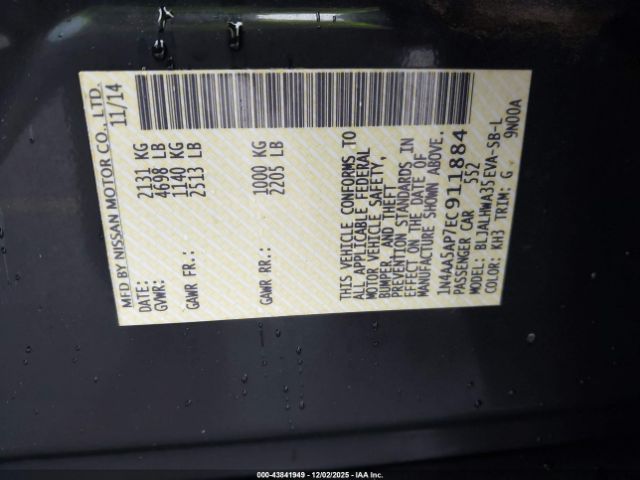 MFD BY NISSAN MOTOR CO., LTD.
DATE: 11/14
GVWR: 2131 KG
4698 LB
GAWR FR.: 1140 KG
2513 LB
GAWR RR.: 1000 KG
2205 LB
THIS VEHICLE CONFORMS TO
ALL APPLICABLE FEDERAL
MOTOR VEHICLE SAFETY,
BUMPER, AND THEFT
PREVENTION STANDARDS IN
EFFECT ON THE DATE OF
MANUFACTURE SHOWN ABOVE.
1N4AA5AP7EC911884
PASSENGER CAR 552
MODEL: BLJALHWA35EVA-SB-L
COLOR: KH3 TRIM: G 9N00A
000-43841949 - 12/02/2025 - IAAI.com